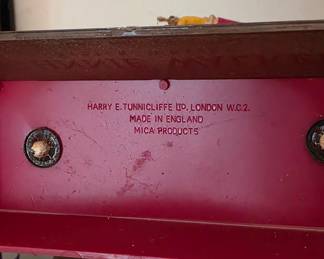 HARRY E. TUNNICLIFFE LTD. LONDON W.C.2.
MADE IN ENGLAND
MICA PRODUCTS